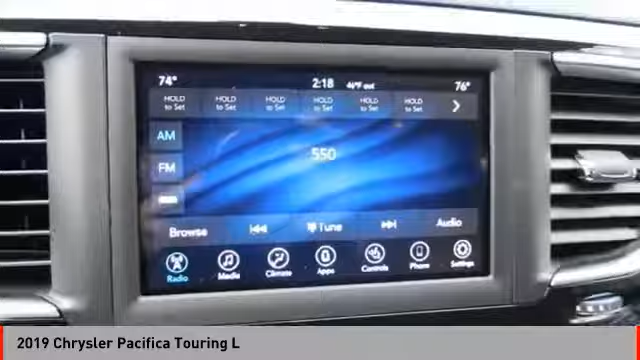 74° 2:18 46°F out 76°
HOLD to Set HOLD to Set HOLD to Set HOLD to Set HOLD to Set HOLD to Set
AM
550
FM
Browse Tune Audio
Radio Media Climate Apps Controls Phone Settings
2019 Chrysler Pacifica Touring L